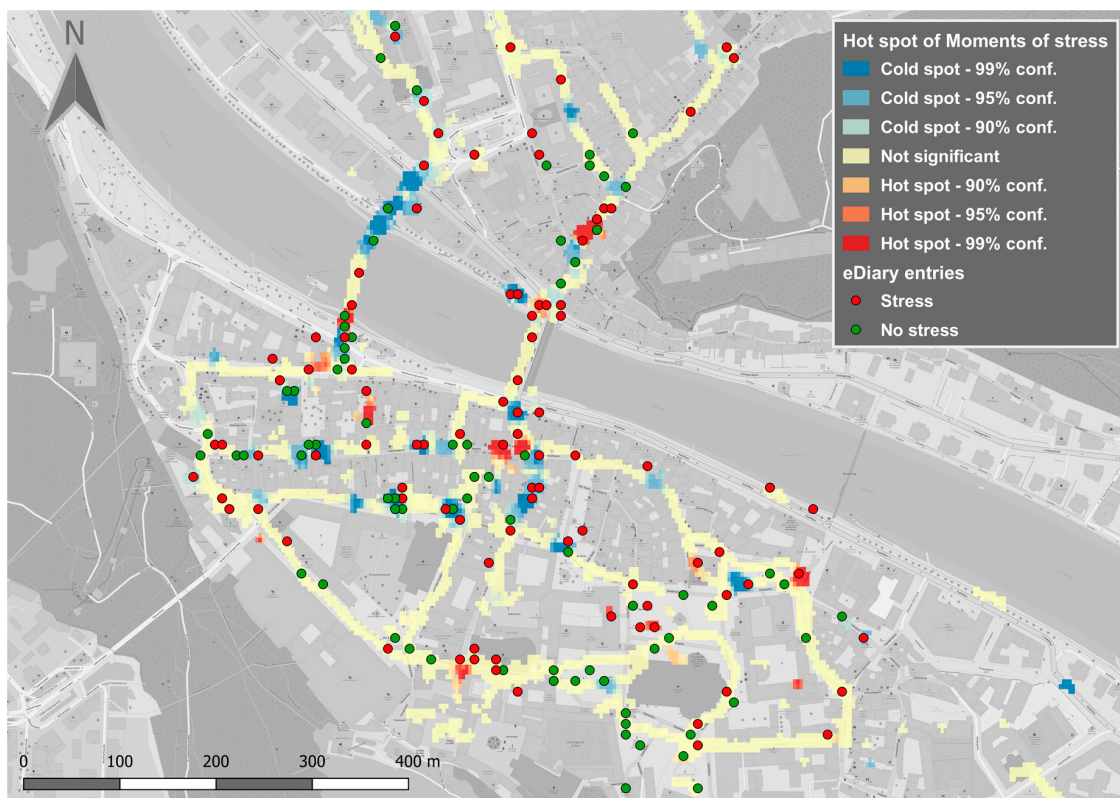 N
Hot spot of Moments of stress
Cold spot - 99% conf.
Cold spot - 95% conf.
Cold spot - 90% conf.
Not significant
Hot spot - 90% conf.
Hot spot - 95% conf.
Hot spot - 99% conf.
eDiary entries
Stress
No stress
0 100 200 300 400 m